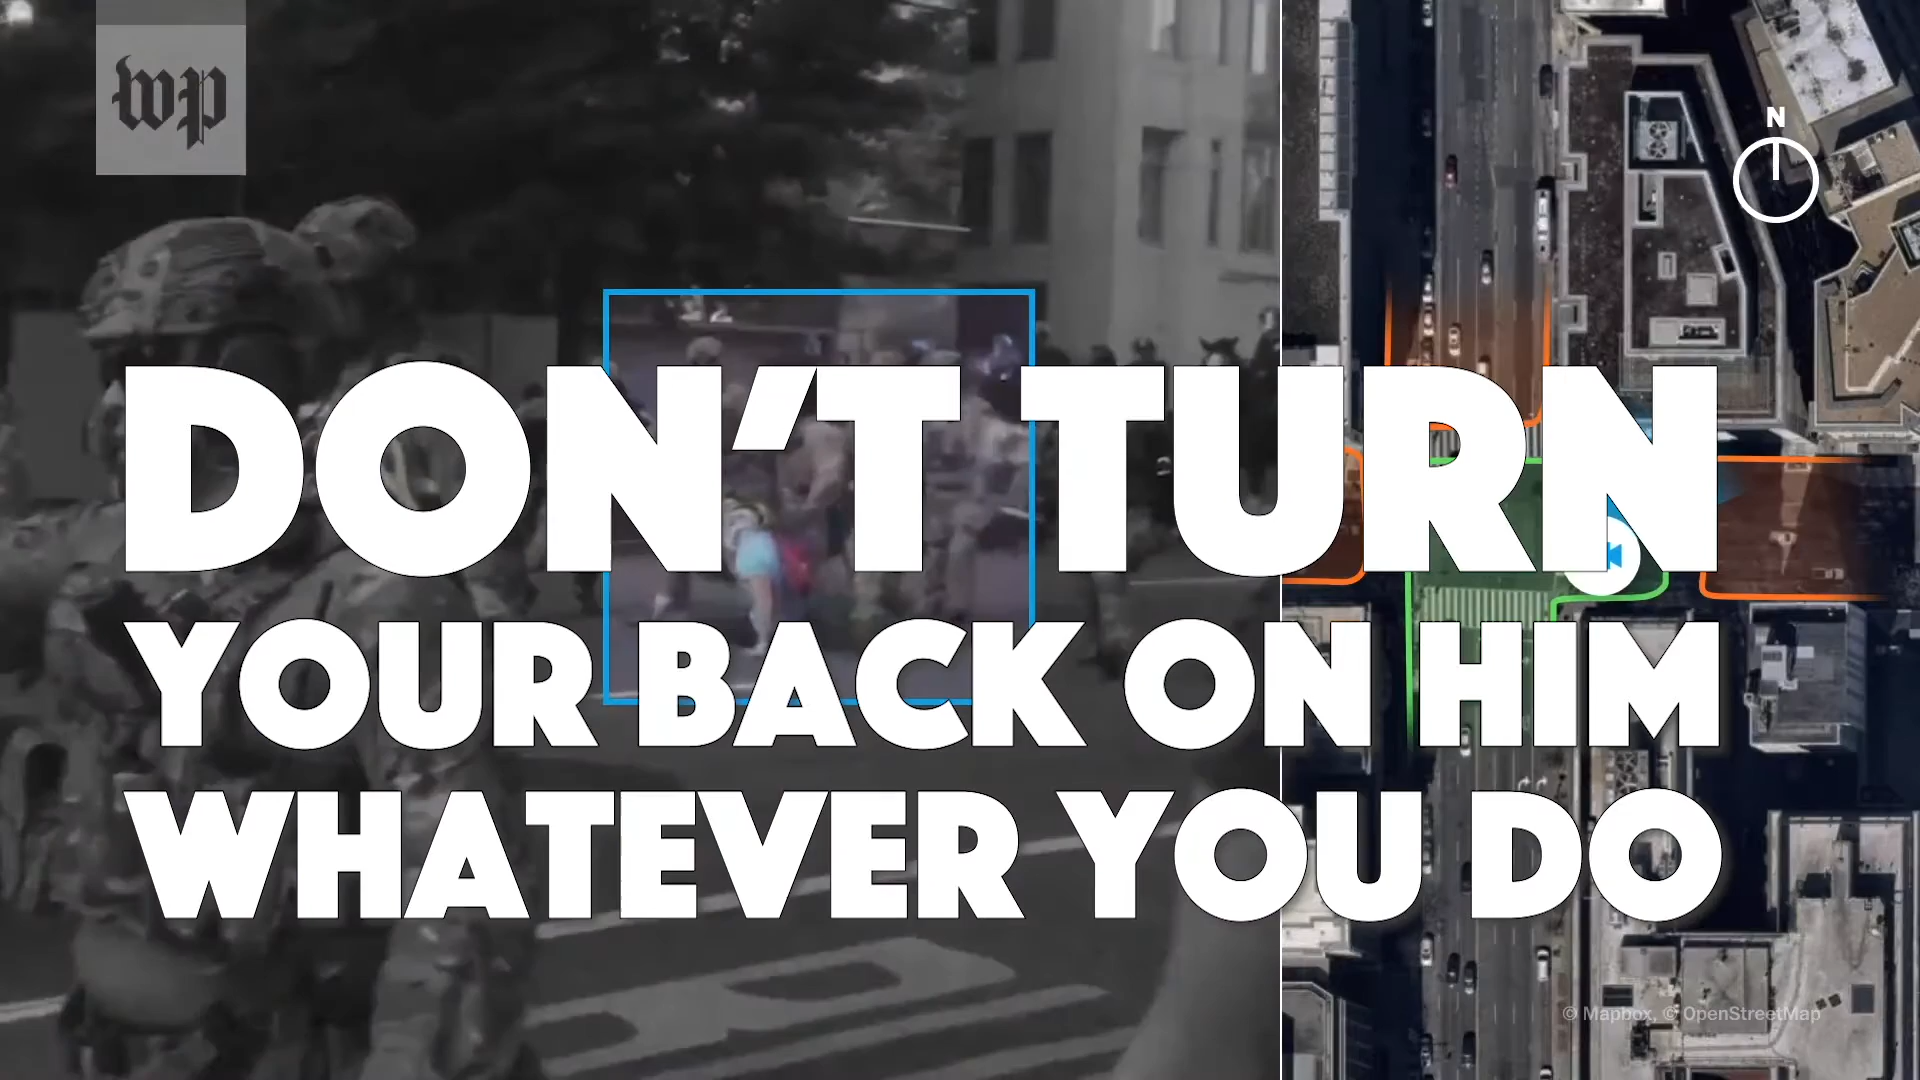 wp
N
DON’T TURN
YOUR BACK ON HIM
WHATEVER YOU DO
© Mapbox, © OpenStreetMap